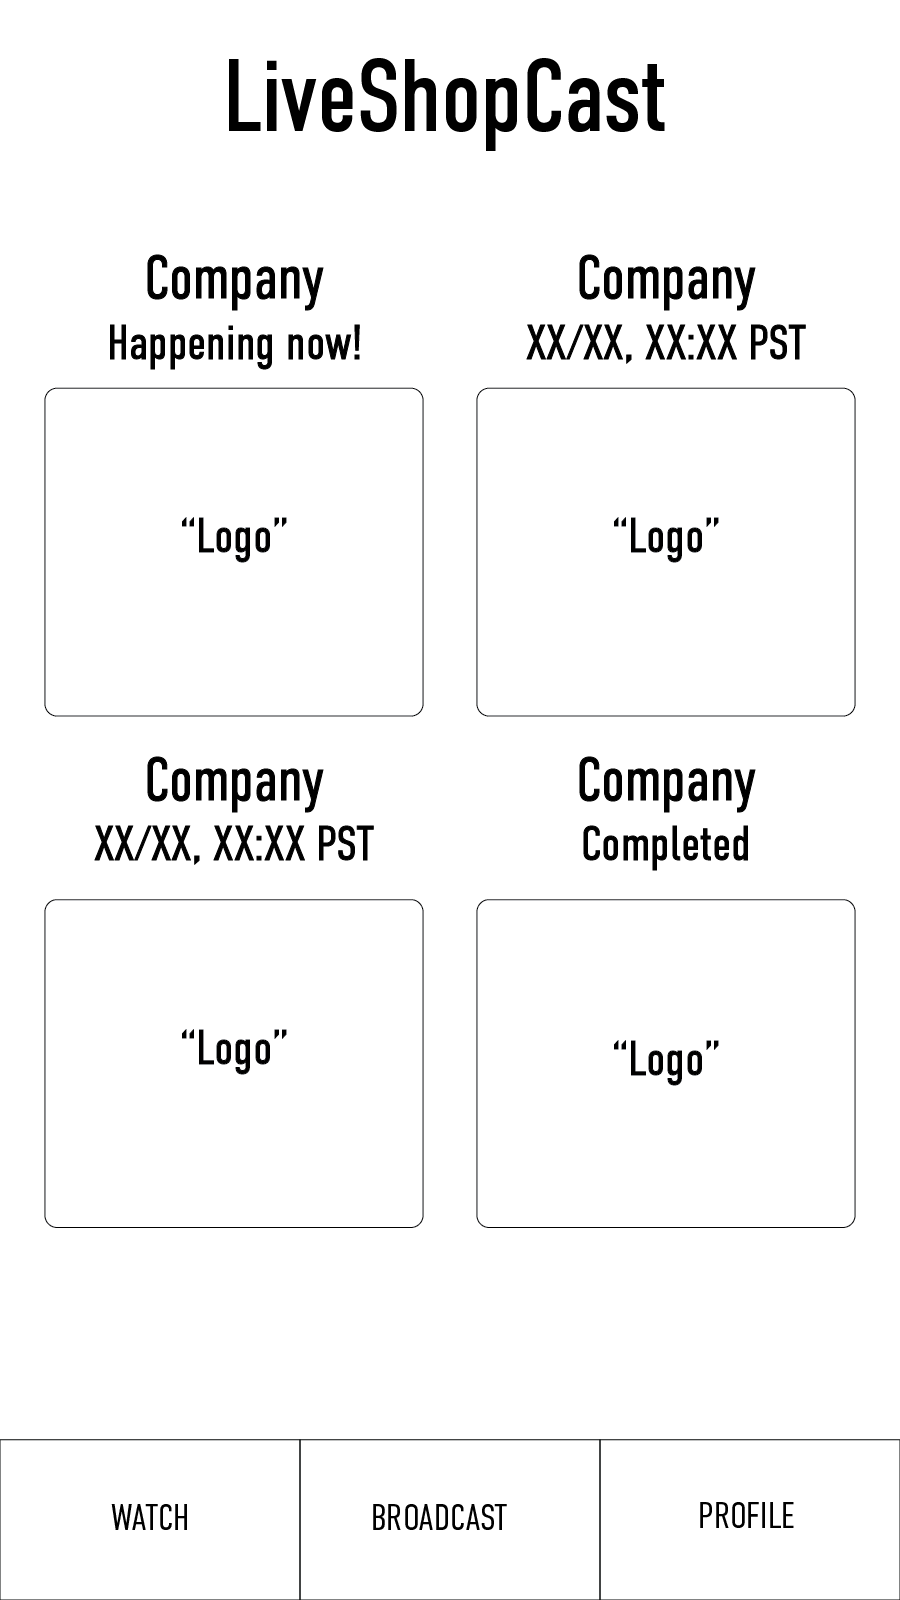 LiveShopCast
Company
Happening now!
Company
XX/XX, XX:XX PST
“Logo”
“Logo”
Company
XX/XX, XX:XX PST
Company
Completed
“Logo”
“Logo”
WATCH
BROADCAST
PROFILE